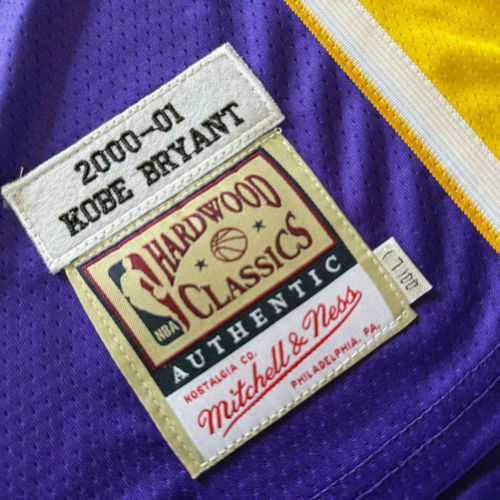 2000-01
KOBE BRYANT
HARDWOOD
CLASSICS
NBA
AUTHENTIC
NOSTALGIA CO.
Mitchell & Ness
PHILADELPHIA, PA.